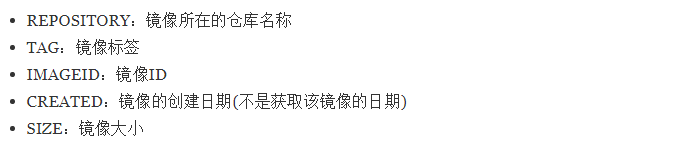 REPOSITORY：镜像所在的仓库名称
TAG：镜像标签
IMAGEID：镜像ID
CREATED：镜像的创建日期(不是获取该镜像的日期)
SIZE：镜像大小